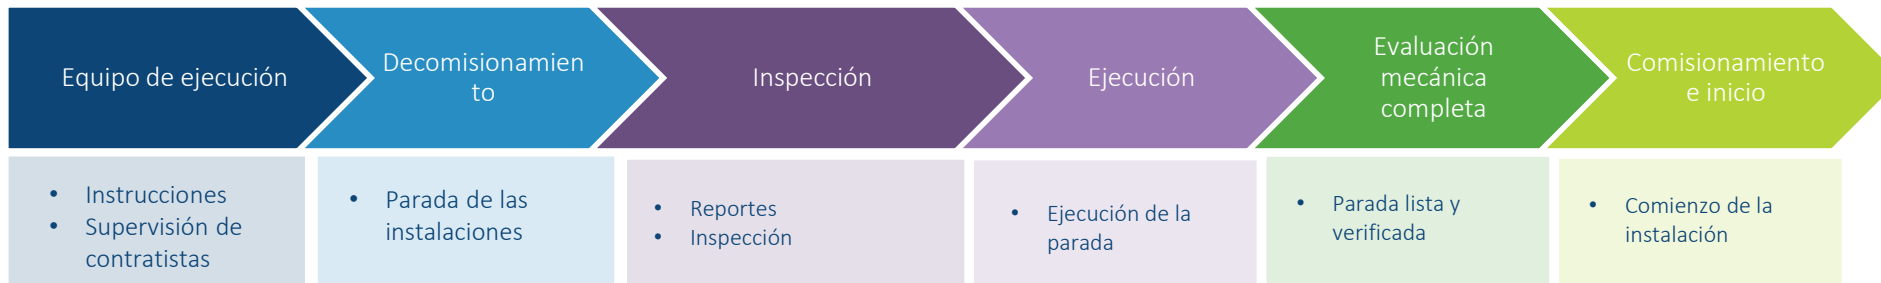 Equipo de ejecución
Decomisionamien
to
Inspección
Ejecución
Evaluación
mecánica
completa
Comisionamiento
e inicio
• Instrucciones
• Supervisión de
contratistas
• Parada de las
instalaciones
• Reportes
• Inspección
• Ejecución de la
parada
• Parada lista y
verificada
• Comienzo de la
instalación